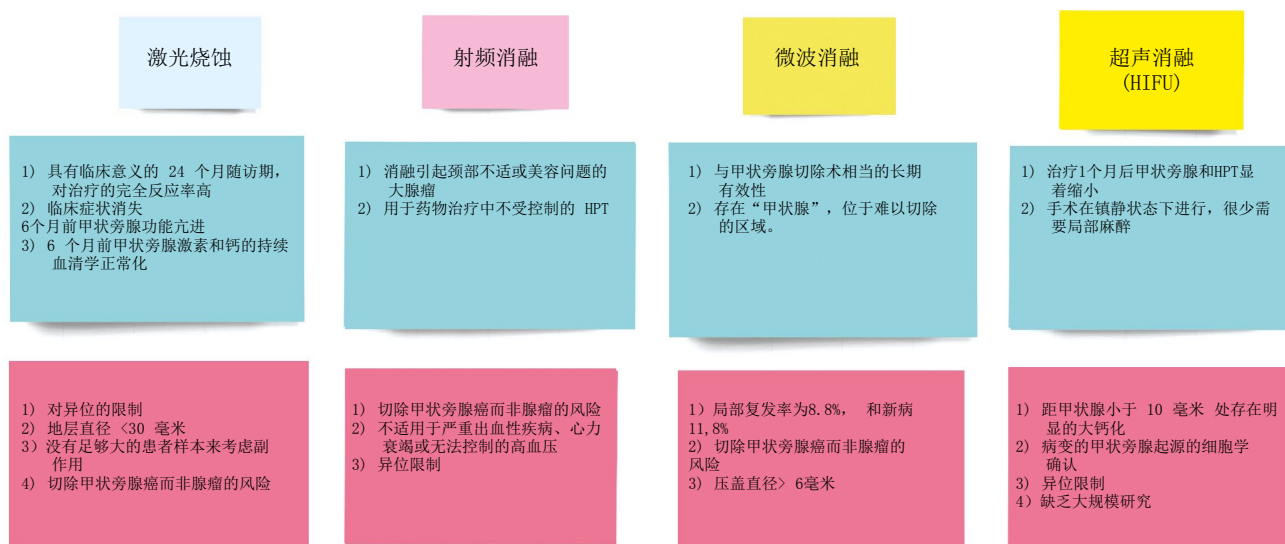 激光烧蚀
1) 具有临床意义的 24 个月随访期,
对治疗的完全反应率高
2) 临床症状消失
6个月前甲状旁腺功能亢进
3) 6 个月前甲状旁腺激素和钙的持续
血清学正常化
1) 对异位的限制
2) 地层直径 <30 毫米
3）没有足够大的患者样本来考虑副
作用
4) 切除甲状旁腺癌而非腺瘤的风险
射频消融
1) 消融引起颈部不适或美容问题的
大腺瘤
2) 用于药物治疗中不受控制的 HPT
1) 切除甲状旁腺癌而非腺瘤的风险
2) 不适用于严重出血性疾病、心力
衰竭或无法控制的高血压
3) 异位限制
微波消融
1) 与甲状旁腺切除术相当的长期
有效性
2) 存在“甲状腺”，位于难以切除
的区域。
1）局部复发率为8.8%， 和新病
11,8%
2) 切除甲状旁腺癌而非腺瘤的
风险
3) 压盖直径> 6毫米
超声消融
(HIFU)
1) 治疗1个月后甲状旁腺和HPT显
着缩小
2) 手术在镇静状态下进行，很少需
要局部麻醉
1) 距甲状腺小于 10 毫米 处存在明
显的大钙化
2) 病变的甲状旁腺起源的细胞学
确认
3) 异位限制
4）缺乏大规模研究